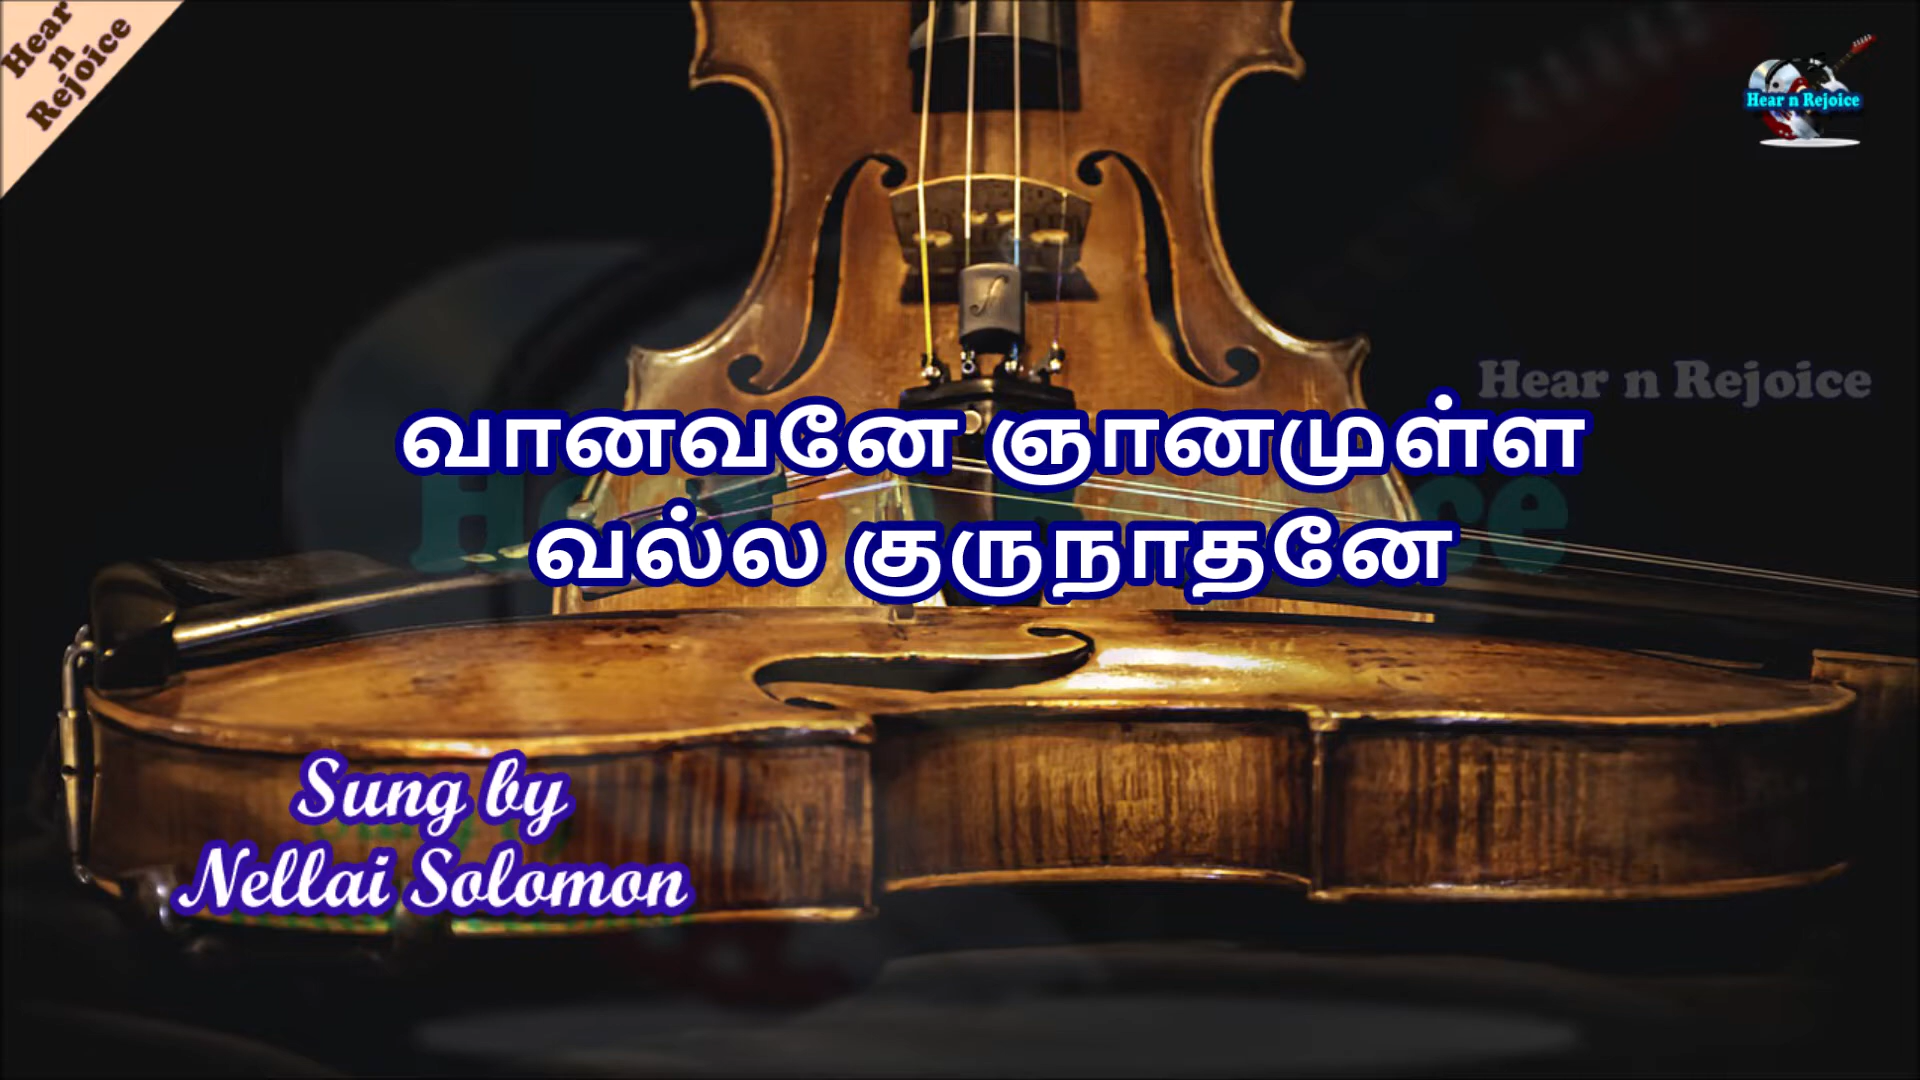 Hear
n
Rejoice
Hear n Rejoice
Hear n Rejoice
வானவனே ஞானமுள்ள
வல்ல குருநாதனே
Sung by
Nellai Solomon